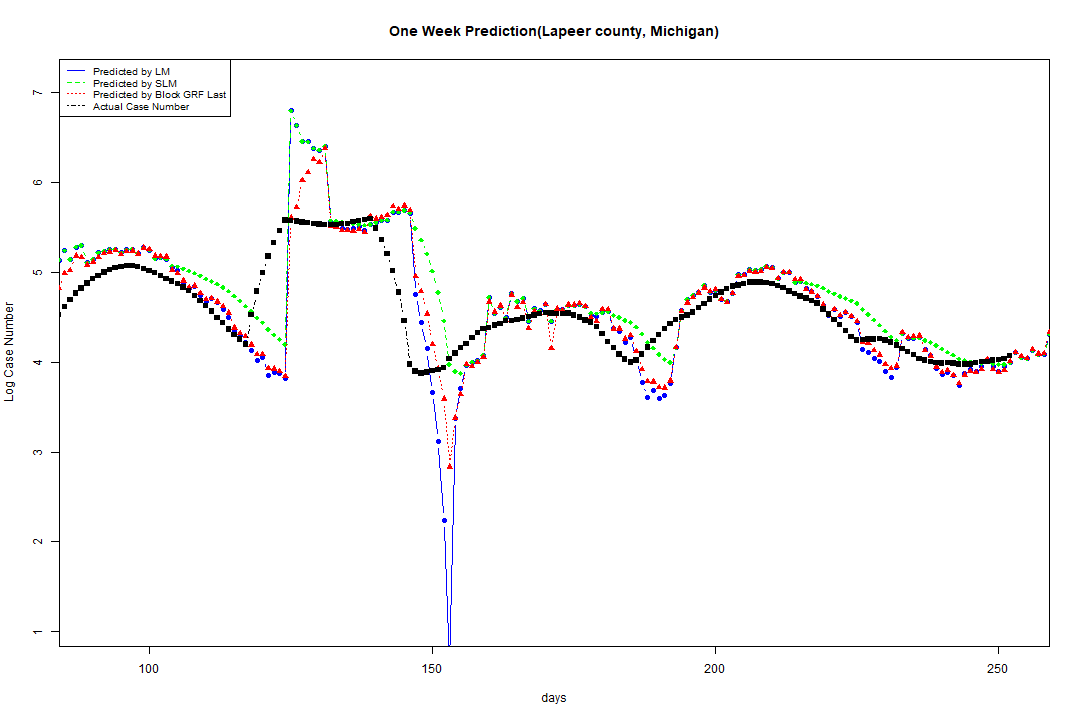 One Week Prediction(Lapeer county, Michigan)
Predicted by LM
Predicted by SLM
Predicted by Block GRF Last
Actual Case Number
7
6
5
4
3
2
1
Log Case Number
100
150
200
250
days